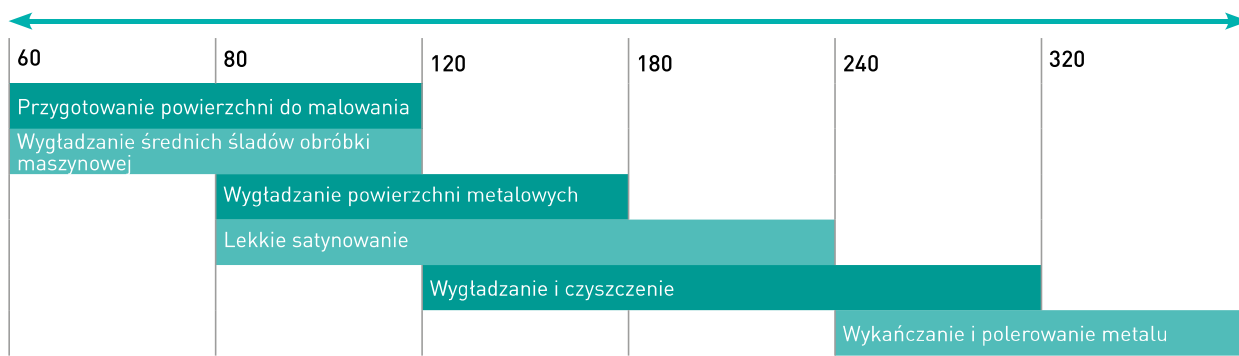 60 80 120 180 240 320
Przygotowanie powierzchni do malowania
Wygładzanie średnich śladów obróbki
maszynowej
Wygładzanie powierzchni metalowych
Lekkie satynowanie
Wygładzanie i czyszczenie
Wykańczanie i polerowanie metalu